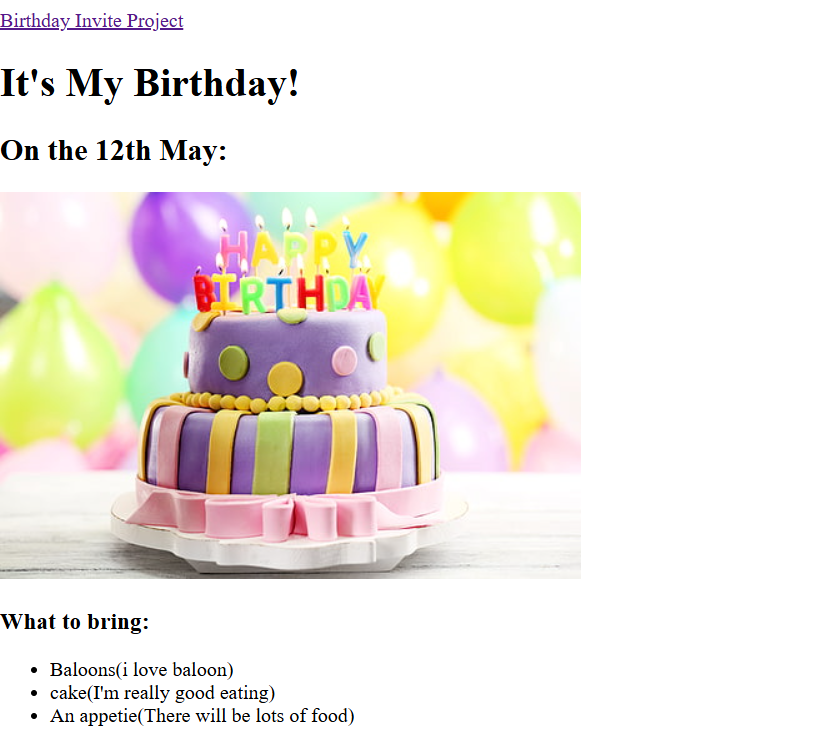 Birthday Invite Project
It's My Birthday!
On the 12th May:
HAPPY
BIRTHDAY
What to bring:
Baloons(i love baloon)
cake(I'm really good eating)
An appetie(There will be lots of food)